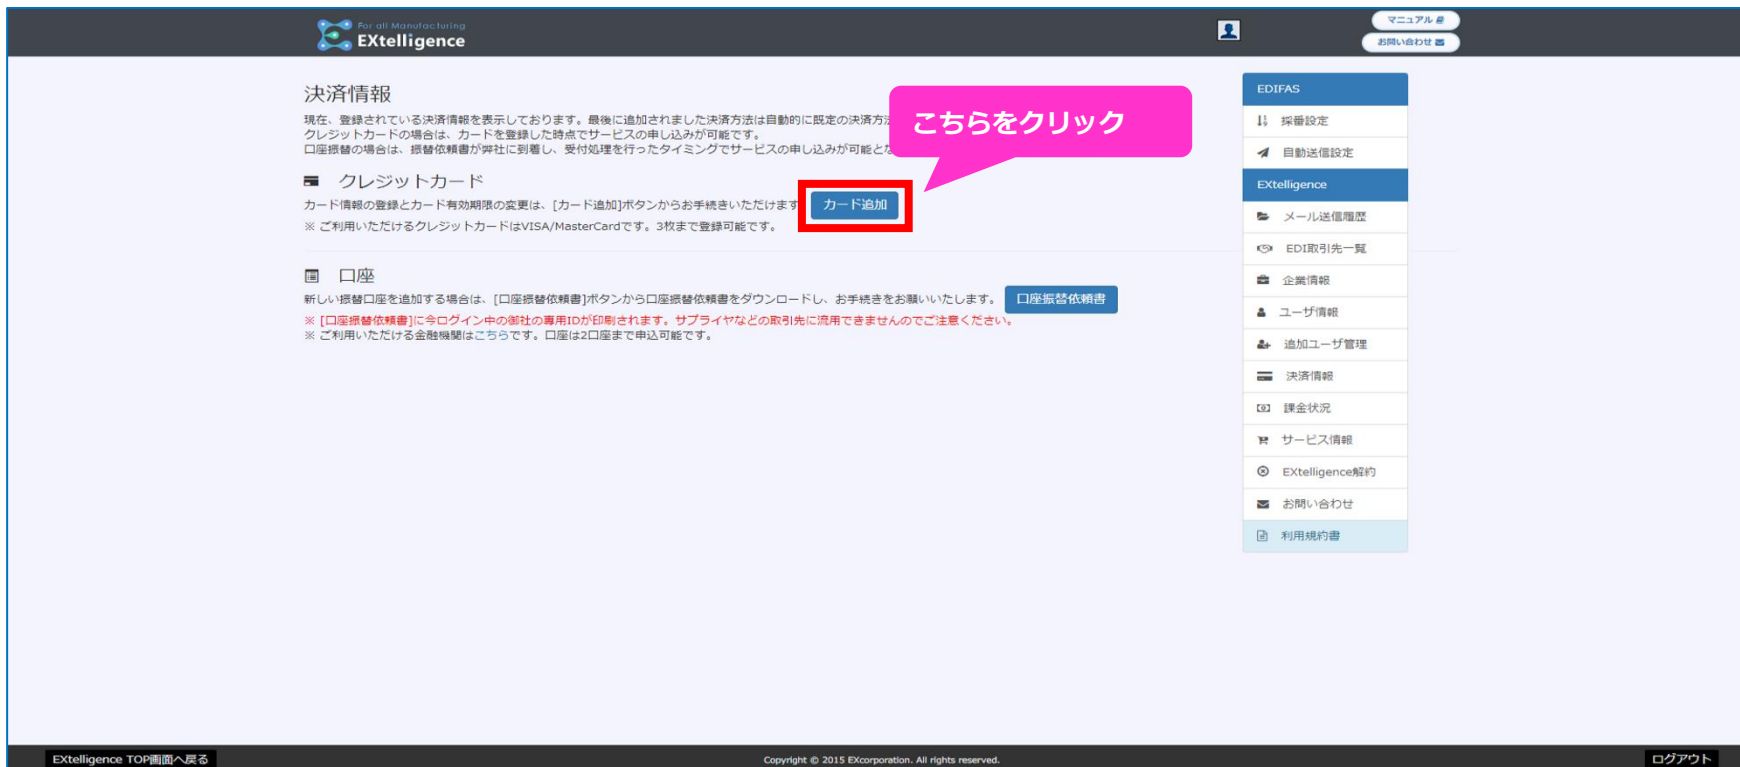 For all Manufacturing
EXtelligence
マニュアル
お問い合わせ
決済情報
現在、登録されている決済情報を表示しております。最後に追加されました決済方法は自動的に既定の決済方法
クレジットカードの場合は、カードを登録した時点でサービスの申し込みが可能です。
口座振替の場合は、振替依頼書が弊社に到着し、受付処理を行ったタイミングでサービスの申し込みが可能とな
こちらをクリック
クレジットカード
カード情報の登録とカード有効期限の変更は、[カード追加]ボタンからお手続きいただけます
カード追加
※ ご利用いただけるクレジットカードはVISA/MasterCardです。3枚まで登録可能です。
口座
新しい振替口座を追加する場合は、[口座振替依頼書]ボタンから口座振替依頼書をダウンロードし、お手続きをお願いいたします。
口座振替依頼書
※ [口座振替依頼書]に今ログイン中の御社の専用IDが印刷されます。サプライヤなどの取引先に流用できませんのでご注意ください。
※ ご利用いただける金融機関はこちらです。口座は2口座まで申込可能です。
EDIFAS
採番設定
自動送信設定
EXtelligence
メール送信履歴
EDI取引先一覧
企業情報
ユーザ情報
追加ユーザ管理
決済情報
課金状況
サービス情報
EXtelligence解約
お問い合わせ
利用規約書
EXtelligence TOP画面へ戻る
Copyright © 2015 EXcorporation. All rights reserved.
ログアウト